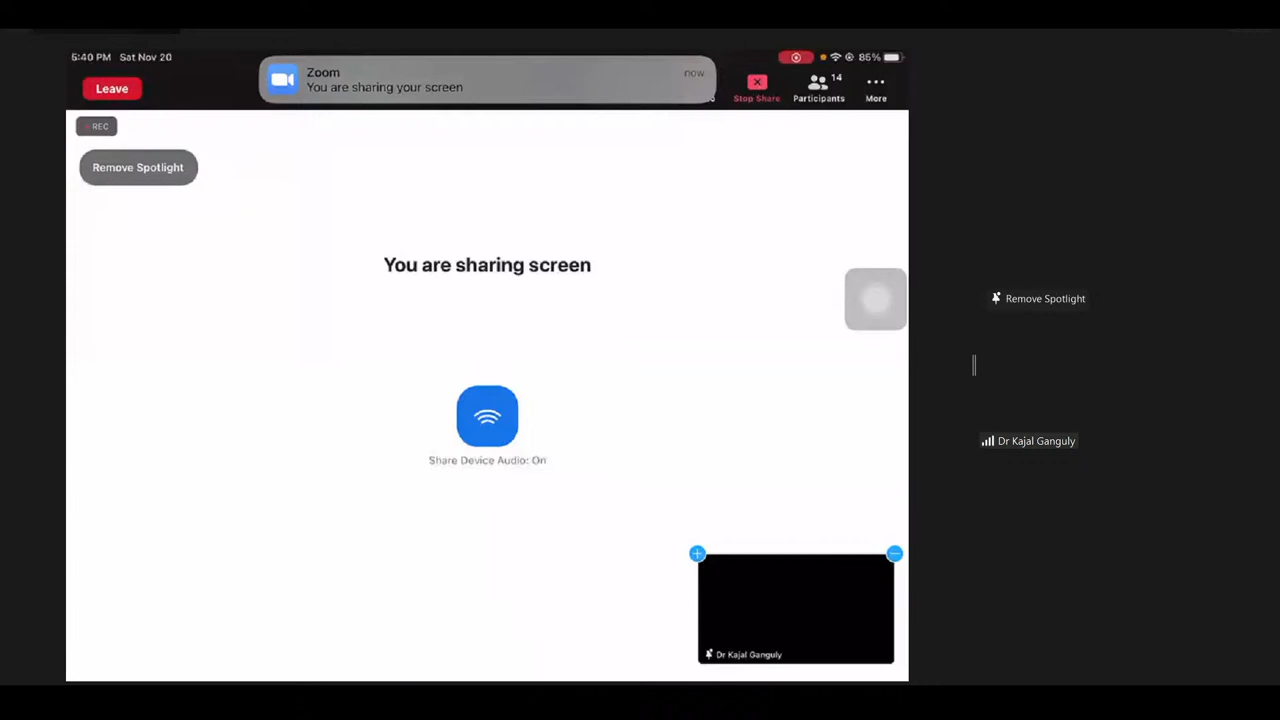 5:40 PM Sat Nov 20
85%
Zoom
now
You are sharing your screen
Leave
Stop Share
14
Participants
More
REC
Remove Spotlight
You are sharing screen
Remove Spotlight
Dr Kajal Ganguly
Share Device Audio: On
Dr Kajal Ganguly